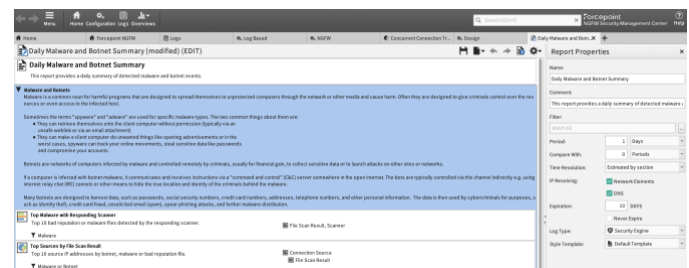 Menu
Home Configuration Logs Overviews
Search (Ctrl+F)
Forcepoint
NGFW Security Management Center
Help
Home
Forcepoint NGFW
Logs
Log Based
NGFW
Concurrent Connection Tr...
Design
Daily Malware and Botn...
Daily Malware and Botnet Summary (modified) (EDIT)
Report Properties
Daily Malware and Botnet Summary
This report provides a daily summary of detected malware and botnet events.
Malware and Botnets
Malware is a common noun for harmful programs that are designed to spread themselves to unprotected computers through the network or other media and cause harm. Often they are designed to give criminals control over the res
ources or even access to the infected host.
Sometimes the terms "spyware" and "adware" are used for specific malware types. The two common things about them are:
• They can enter a client computer without permission (typically via an
unsafe weblink or via an email attachment)
• They can make a client computer do unwanted things like opening advertisements or in the
worst cases, spyware can track your online movements, steal sensitive data like passwords
and compromise your accounts.
Botnets are networks of computers infected by malware and controlled remotely by criminals, usually for financial gain, to collect sensitive data or to launch attacks on other sites or networks.
If a computer is infected with botnet malware, it communicates and receives instructions via a "command and control" (C&C) server somewhere in the open internet. The bots are typically controlled via this channel indirectly e.g. using
internet relay chat (IRC) cannels or other means to hide the true location and identity of the criminals behind the malware.
Many botnets are designed to harvest data, such as passwords, social security numbers, credit card numbers, addresses, telephone numbers, and other personal information. The data is then used by cybercriminals for purposes, s
uch as identity theft, credit card fraud, unsolicited email (spam), spear phishing attacks, and further malware distribution.
Top Malware with Responding Scanner
Top 10 bad reputation or malware files detected by the responding scanner.
File Scan Result, Scanner
Malware
Top Sources by File Scan Result
Top 10 source IP addresses by botnet, malware or bad reputation file.
Connection Source
File Scan Result
Malware or Botnet
Name:
Daily Malware and Botnet Summary
Comment:
This report provides a daily summary of detected malware
Filter:
Match All
Period:
1 Days
Compare With:
0 Periods
Time Resolution
Estimated by section
IP Resolving:
Network Elements
DNS
Expiration:
10 DAYS
Never Expire
Log Type:
Security Engine
Style Template:
Default Template